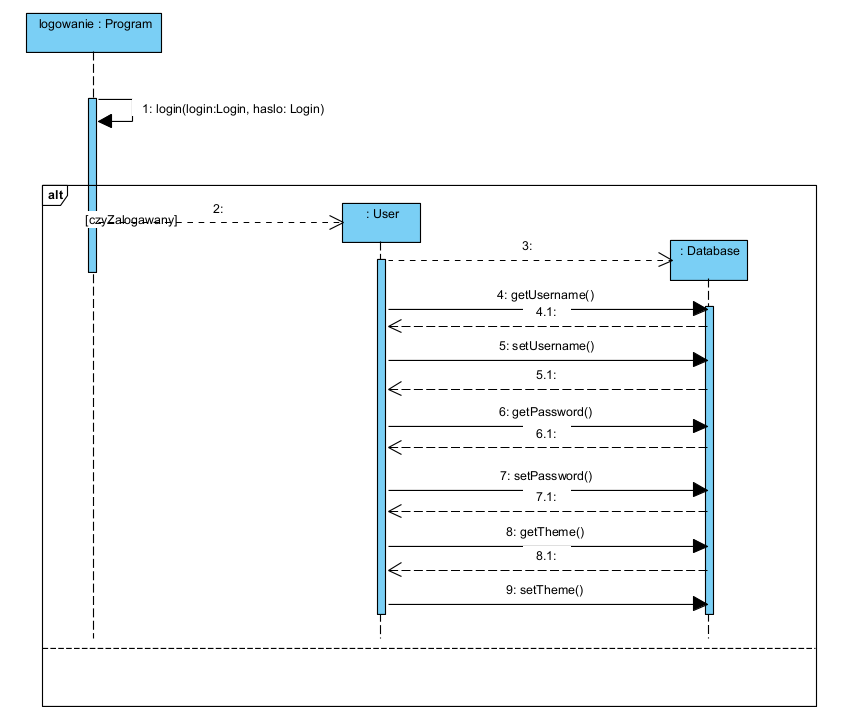 logowanie : Program
1: login(login:Login, haslo: Login)
alt
[czyZalogawany]
2:
: User
3:
: Database
4: getUsername()
4.1:
5: setUsername()
5.1:
6: getPassword()
6.1:
7: setPassword()
7.1:
8: getTheme()
8.1:
9: setTheme()